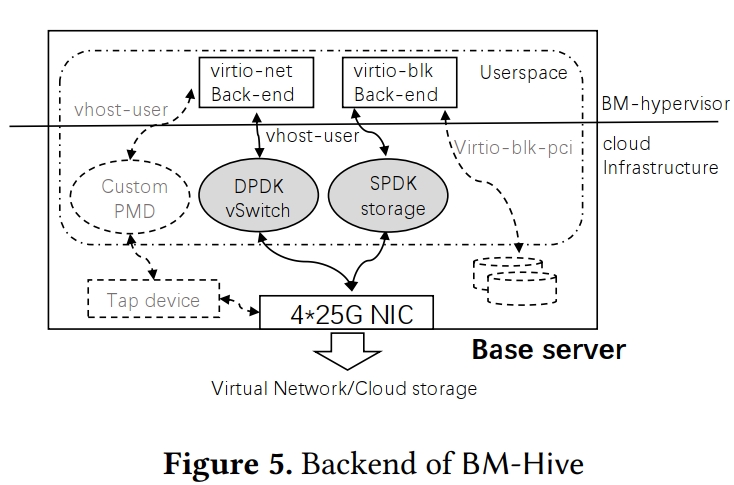 virtio-net
Back-end
virtio-blk
Back-end
Userspace
vhost-user
BM-hypervisor
vhost-user
Virtio-blk-pci
cloud
Infrastructure
Custom
PMD
DPDK
vSwitch
SPDK
storage
Tap device
4*25G NIC
Base server
Virtual Network/Cloud storage
Figure 5. Backend of BM-Hive